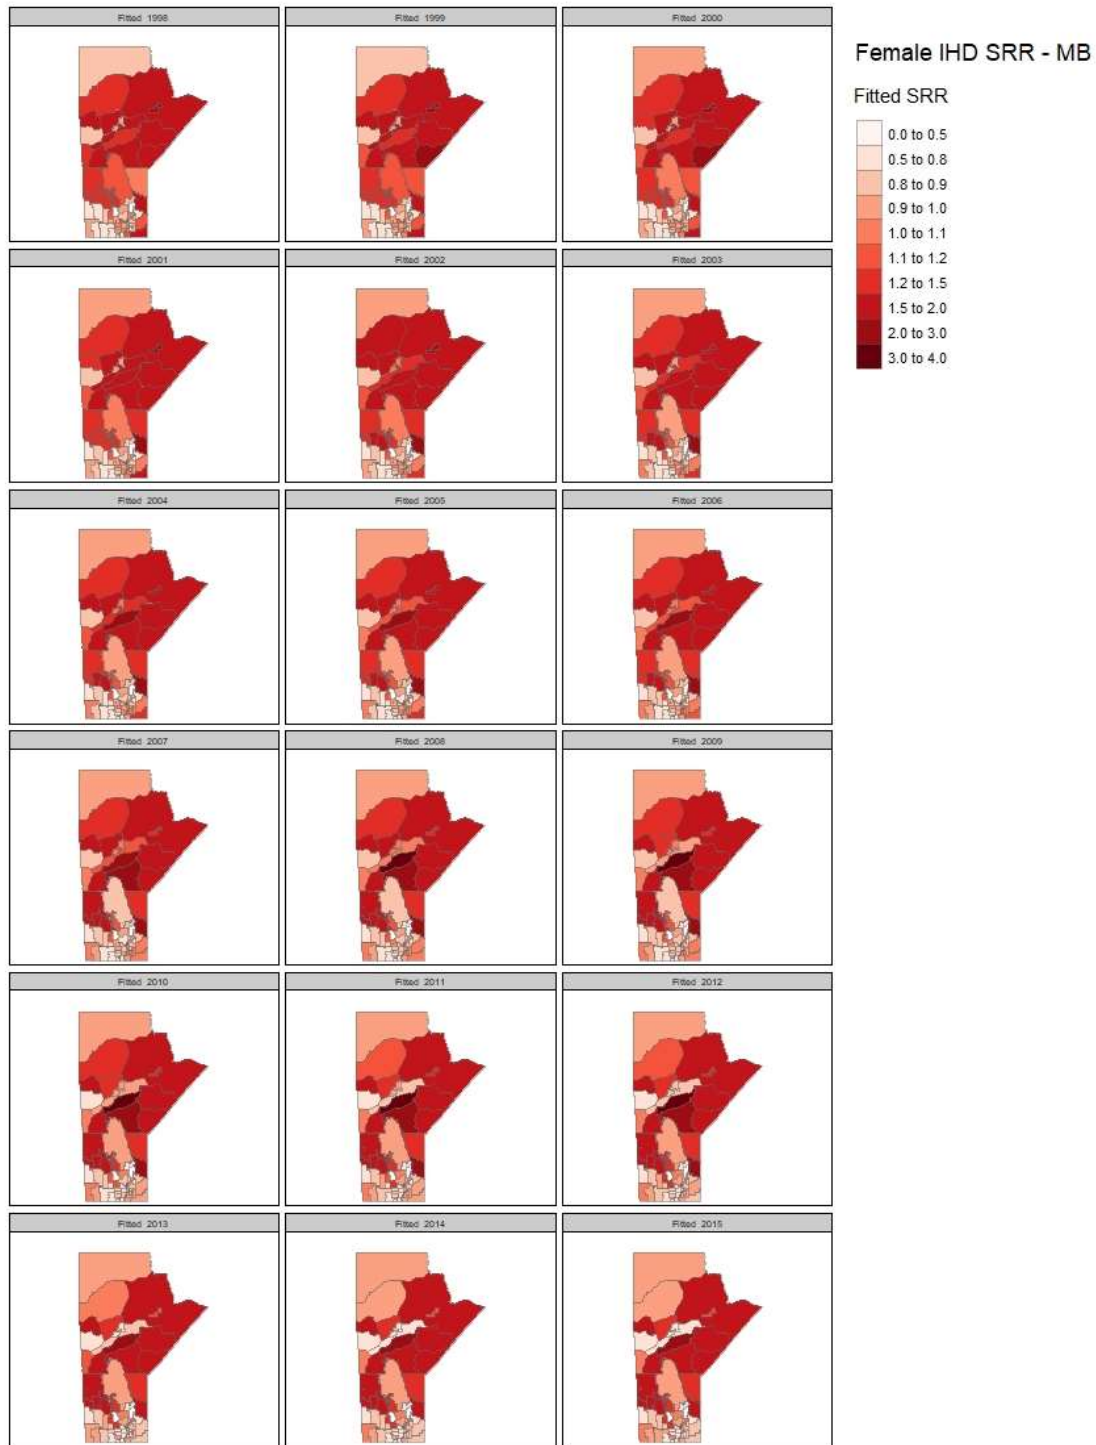 Fitted 1998
Fitted 1999
Fitted 2000
Female IHD SRR - MB
Fitted SRR
0.0 to 0.5
0.5 to 0.8
0.8 to 0.9
0.9 to 1.0
1.0 to 1.1
1.1 to 1.2
1.2 to 1.5
1.5 to 2.0
2.0 to 3.0
3.0 to 4.0
Fitted 2001
Fitted 2002
Fitted 2003
Fitted 2004
Fitted 2005
Fitted 2006
Fitted 2007
Fitted 2008
Fitted 2009
Fitted 2010
Fitted 2011
Fitted 2012
Fitted 2013
Fitted 2014
Fitted 2015